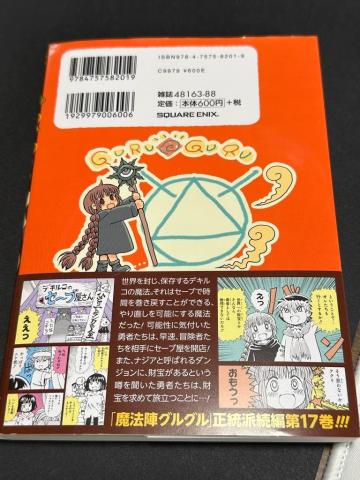 ISBN978-4-7575-8201-9
C9979 ¥600E
9784757582019
雑誌48163-88
定価:本体600円+税
SQUARE ENIX.
1929979006006
GURU GURU
デキルコの
セーブ屋さん
ええっ
えっ
おもっっ
世界を封じ、保存するデキル
コの魔法。それはセーブで時
間を巻き戻すことができる、
やり直しを可能にする魔法
だった!可能性に気付いた
勇者たちは、早速、冒険者た
ちを相手にセーブ屋を開店!
また、ナジアと呼ばれるダン
ジョンに、財宝があるという
噂を聞いた勇者たちは、財
宝を求めて旅立つことに…!
「魔法陣グルグル」正統派続編第17巻!!!